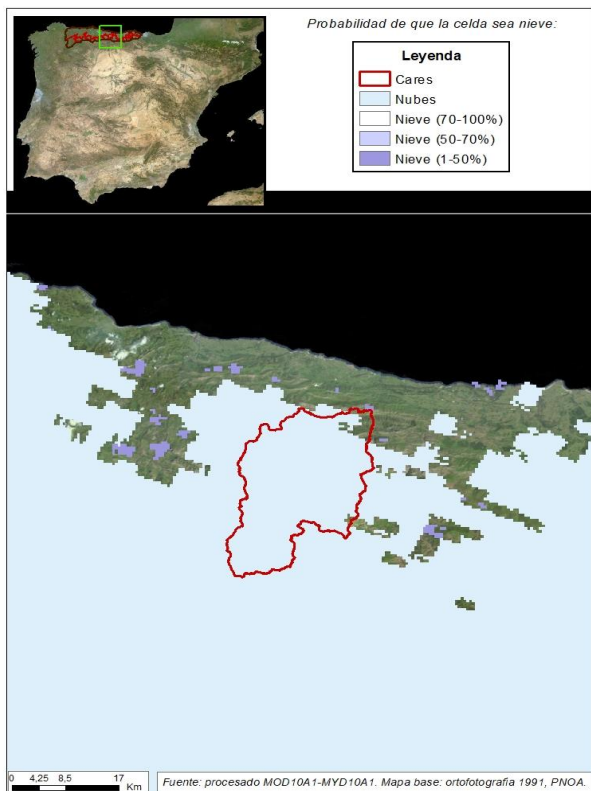 Probabilidad de que la celda sea nieve:
Leyenda
Cares
Nubes
Nieve (70-100%)
Nieve (50-70%)
Nieve (1-50%)
0 4,25 8,5 17
Km
Fuente: procesado MOD10A1-MYD10A1. Mapa base: ortofotografia 1991, PNOA.